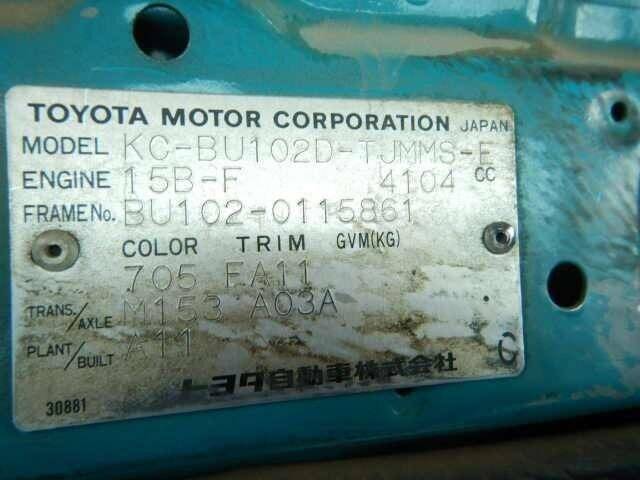 TOYOTA MOTOR CORPORATION JAPAN
MODEL KC-BU102D-TJMMS-E
ENGINE 15B-F 4104 CC
FRAME No. BU102-0115861
COLOR TRIM GVM(KG)
705 FA11
TRANS./AXLE M153 A03A
PLANT/BUILT A11
トヨタ自動車株式会社 G
30881